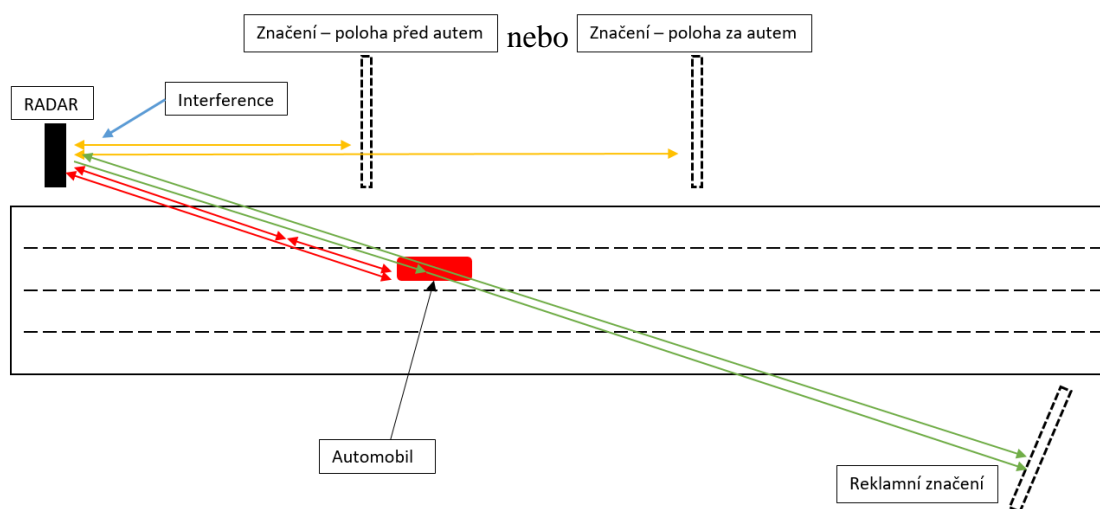 Značení – poloha před autem
nebo
Značení – poloha za autem
RADAR
Interference
Automobil
Reklamní značení